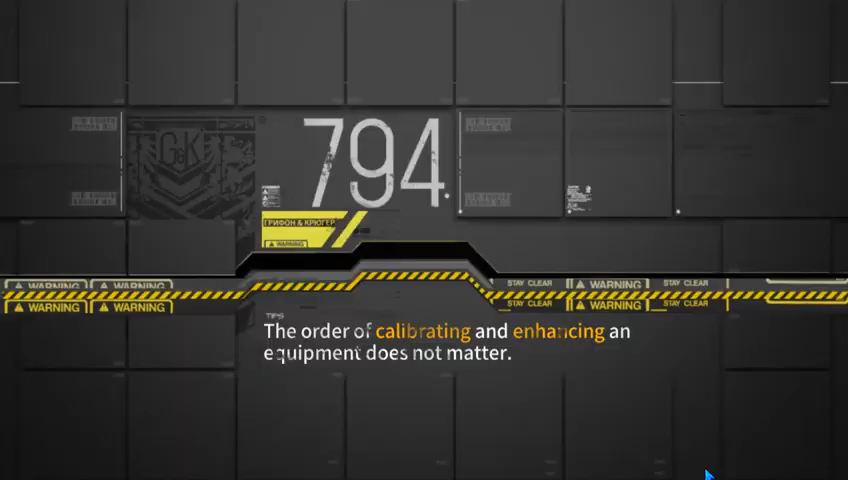 G&K
794.
ГРИФОН & КРЮГЕР
WARNING
WARNING WARNING STAY CLEAR WARNING STAY CLEAR
WARNING WARNING STAY CLEAR WARNING STAY CLEAR
TIPS
The order of calibrating and enhancing an
equipment does not matter.